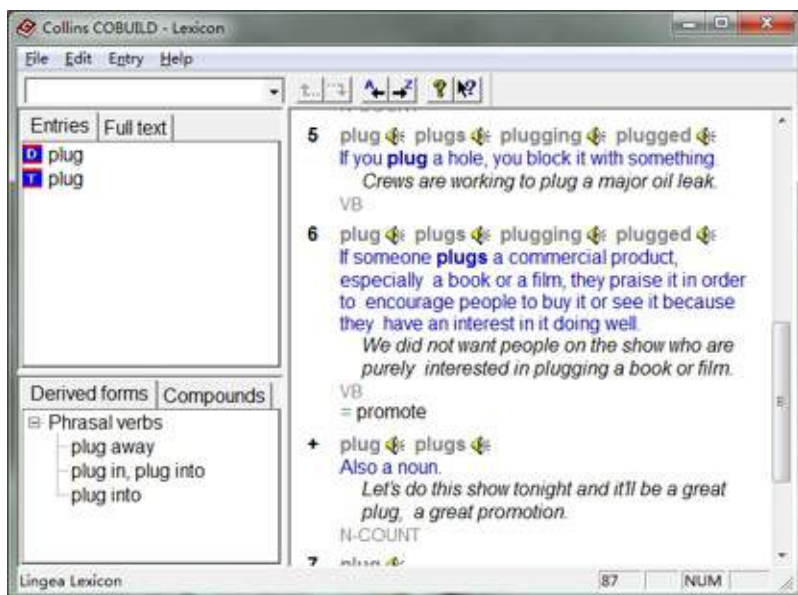 Collins COBUILD - Lexicon
File Edit Entry Help
Entries Full text
D plug
T plug
Derived forms Compounds
Phrasal verbs
plug away
plug in, plug into
plug into
5 plug plugs plugging plugged
If you plug a hole, you block it with something.
Crews are working to plug a major oil leak.
VB
6 plug plugs plugging plugged
If someone plugs a commercial product,
especially a book or a film, they praise it in order
to encourage people to buy it or see it because
they have an interest in it doing well.
We did not want people on the show who are
purely interested in plugging a book or film.
VB
= promote
+ plug plugs
Also a noun.
Let's do this show tonight and it'll be a great
plug, a great promotion.
N-COUNT
7 plug
Lingea Lexicon 87 NUM